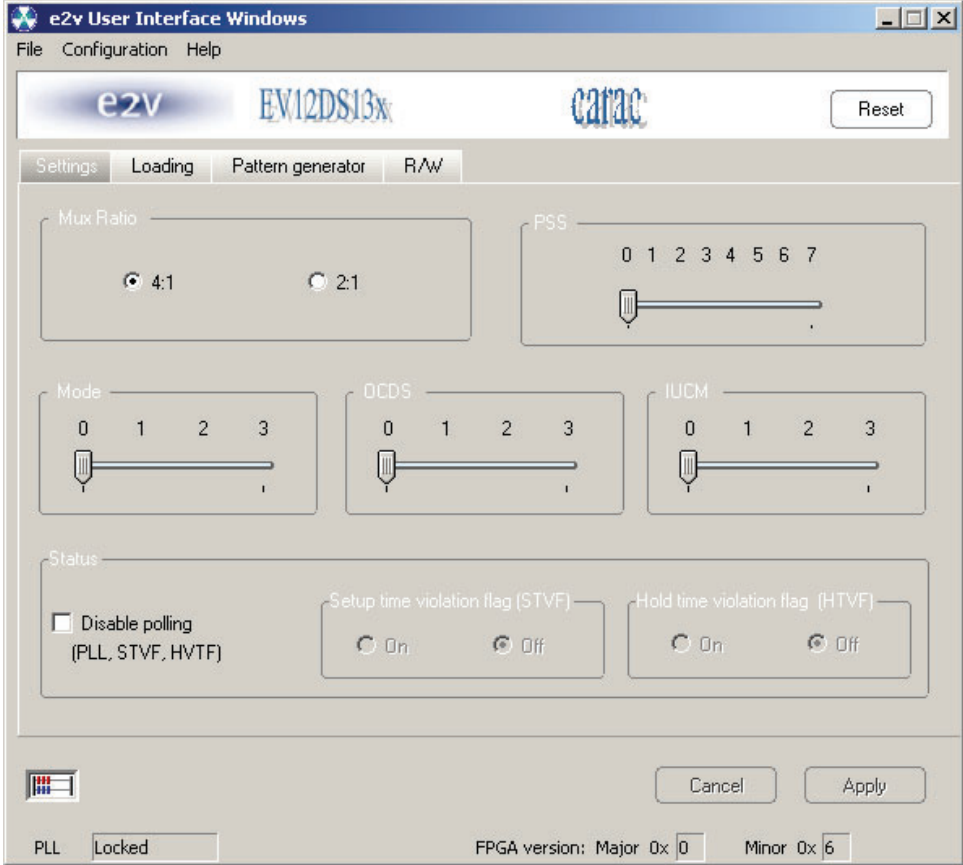 e2v User Interface Windows
File Configuration Help
e2v EV12DS13x carac Reset
Settings Loading Pattern generator R/W
Mux Ratio
4:1 2:1
PSS
0 1 2 3 4 5 6 7
Mode
0 1 2 3
OCDS
0 1 2 3
IUCM
0 1 2 3
Status
Disable polling
(PLL, STVF, HVTF)
Setup time violation flag (STVF)
On Off
Hold time violation flag (HTVF)
On Off
Cancel Apply
PLL Locked FPGA version: Major 0x 0 Minor 0x 6